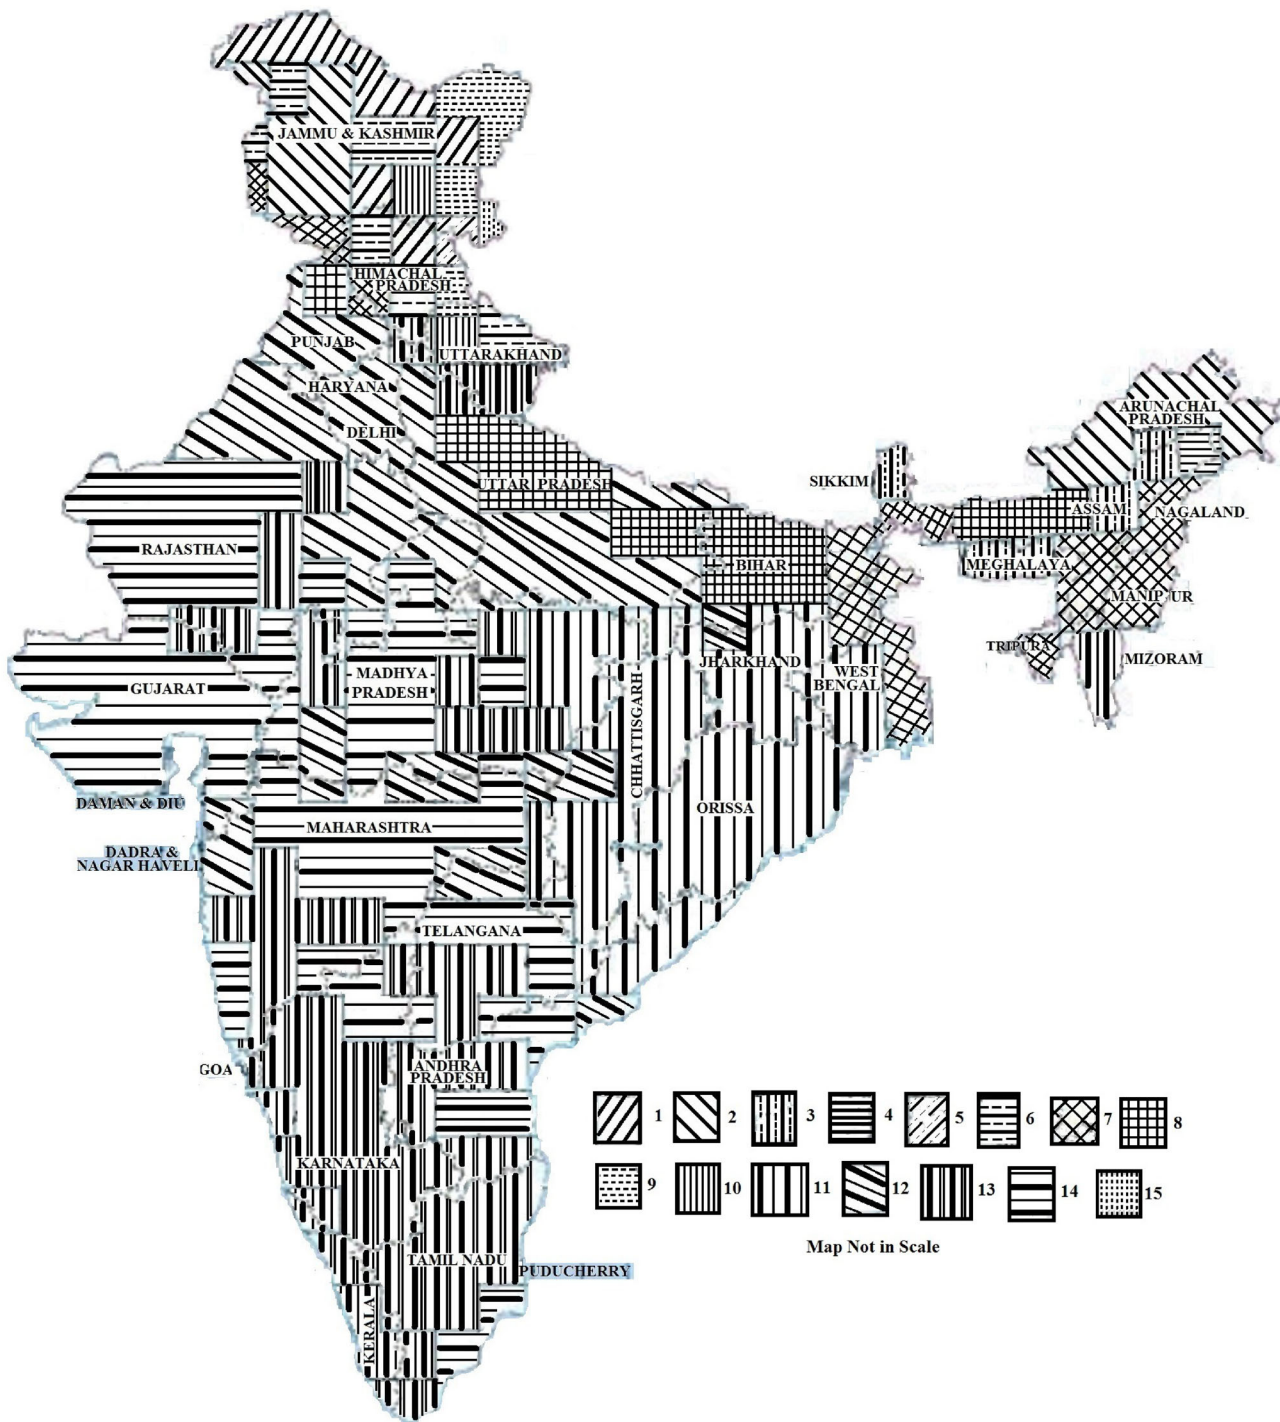 JAMMU & KASHMIR
HIMACHAL
PRADESH
PUNJAB
UTTARAKHAND
HARYANA
DELHI
ARUNACHAL
PRADESH
SIKKIM
UTTAR PRADESH
ASSAM
NAGALAND
RAJASTHAN
BIHAR
MEGHALAYA
MANIPUR
TRIPURA
MIZORAM
JHARKHAND
WEST
BENGAL
MADHYA
PRADESH
GUJARAT
CHHATTISGARH
DAMAN & DIU
ORISSA
MAHARASHTRA
DADRA &
NAGAR HAVELI
TELANGANA
GOA
ANDHRA
PRADESH
KARNATAKA
TAMIL NADU
PUDUCHERRY
KERALA
1 2 3 4 5 6 7 8
9 10 11 12 13 14 15
Map Not in Scale